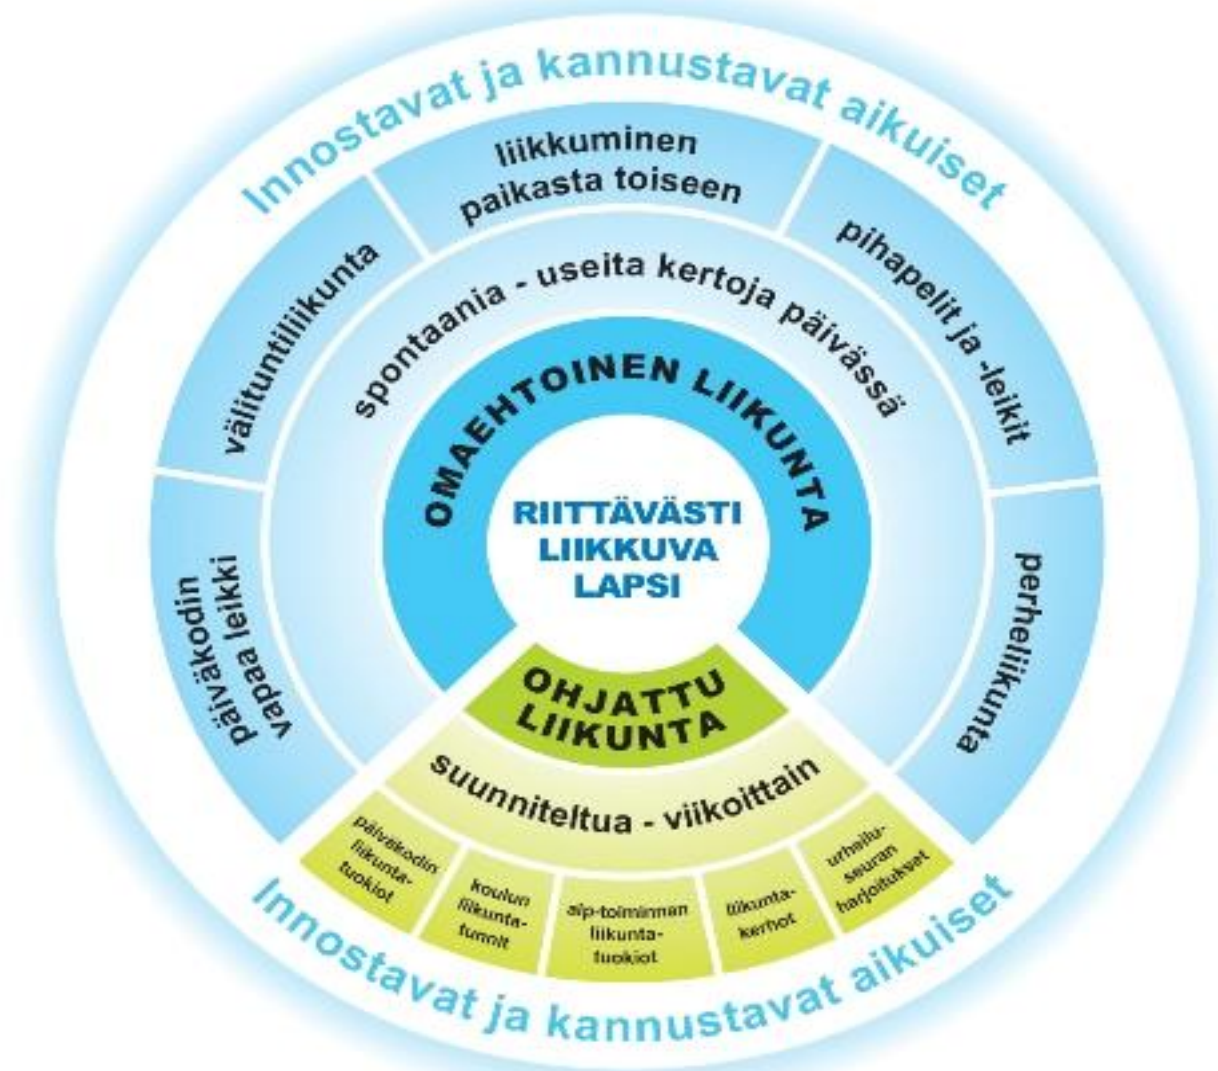 Innostavat ja kannustavat aikuiset
liikkuminen
paikasta toiseen
pihapelit ja -leikit
välituntiliikunta
spontaania - useita kertoja päivässä
OMAEHTOINEN LIIKUNTA
RIITTÄVÄSTI
LIIKKUVA
LAPSI
päiväkodin
vapaa leikki
perheliikunta
OHJATTU
LIIKUNTA
suunniteltua - viikoittain
päiväkodin
liikunta-
tuokiot
koulun
liikunta-
tunnit
aip-toiminnan
liikunta-
tuokiot
liikunta-
kerhot
urheilu-
seuran
harjoitukset
Innostavat ja kannustavat aikuiset